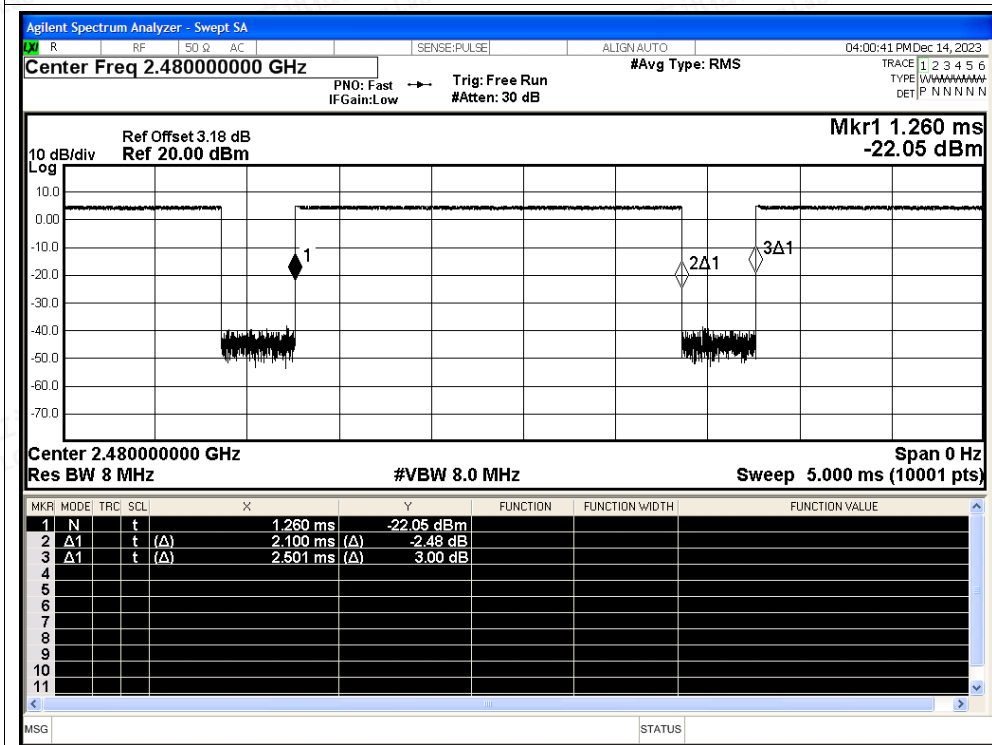 Agilent Spectrum Analyzer - Swept SA
LXI R RF 50 Ω AC SENSE:PULSE ALIGN AUTO 04:00:41 PM Dec 14, 2023
Center Freq 2.480000000 GHz #Avg Type: RMS TRACE 1 2 3 4 5 6
PNO: Fast Trig: Free Run TYPE WWWWWW
IFGain:Low #Atten: 30 dB DET P N N N N N
Ref Offset 3.18 dB Mkr1 1.260 ms
10 dB/div Ref 20.00 dBm -22.05 dBm
Log
10.0
0.00
-10.0
1 2Δ1 3Δ1
-20.0
-30.0
-40.0
-50.0
-60.0
-70.0
Center 2.480000000 GHz Span 0 Hz
Res BW 8 MHz #VBW 8.0 MHz Sweep 5.000 ms (10001 pts)
MKR MODE TRC SCL X Y FUNCTION FUNCTION WIDTH FUNCTION VALUE
1 N t 1.260 ms -22.05 dBm
2 Δ1 t (Δ) 2.100 ms (Δ) -2.48 dB
3 Δ1 t (Δ) 2.501 ms (Δ) 3.00 dB
4
5
6
7
8
9
10
11
MSG STATUS